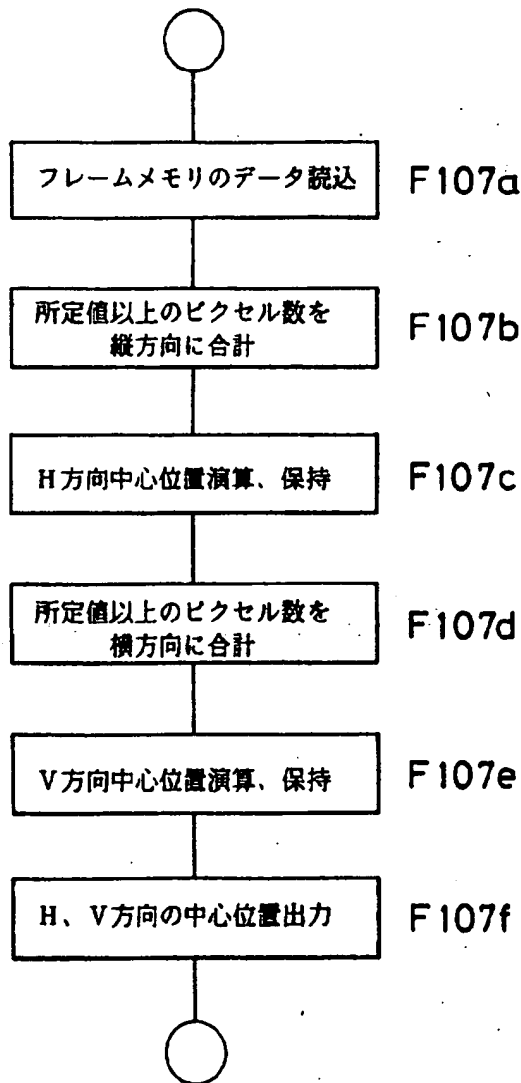 フレームメモリのデータ読込 F107a
所定値以上のピクセル数を
縦方向に合計 F107b
H方向中心位置演算、保持 F107c
所定値以上のピクセル数を
横方向に合計 F107d
V方向中心位置演算、保持 F107e
H、V方向の中心位置出力 F107f